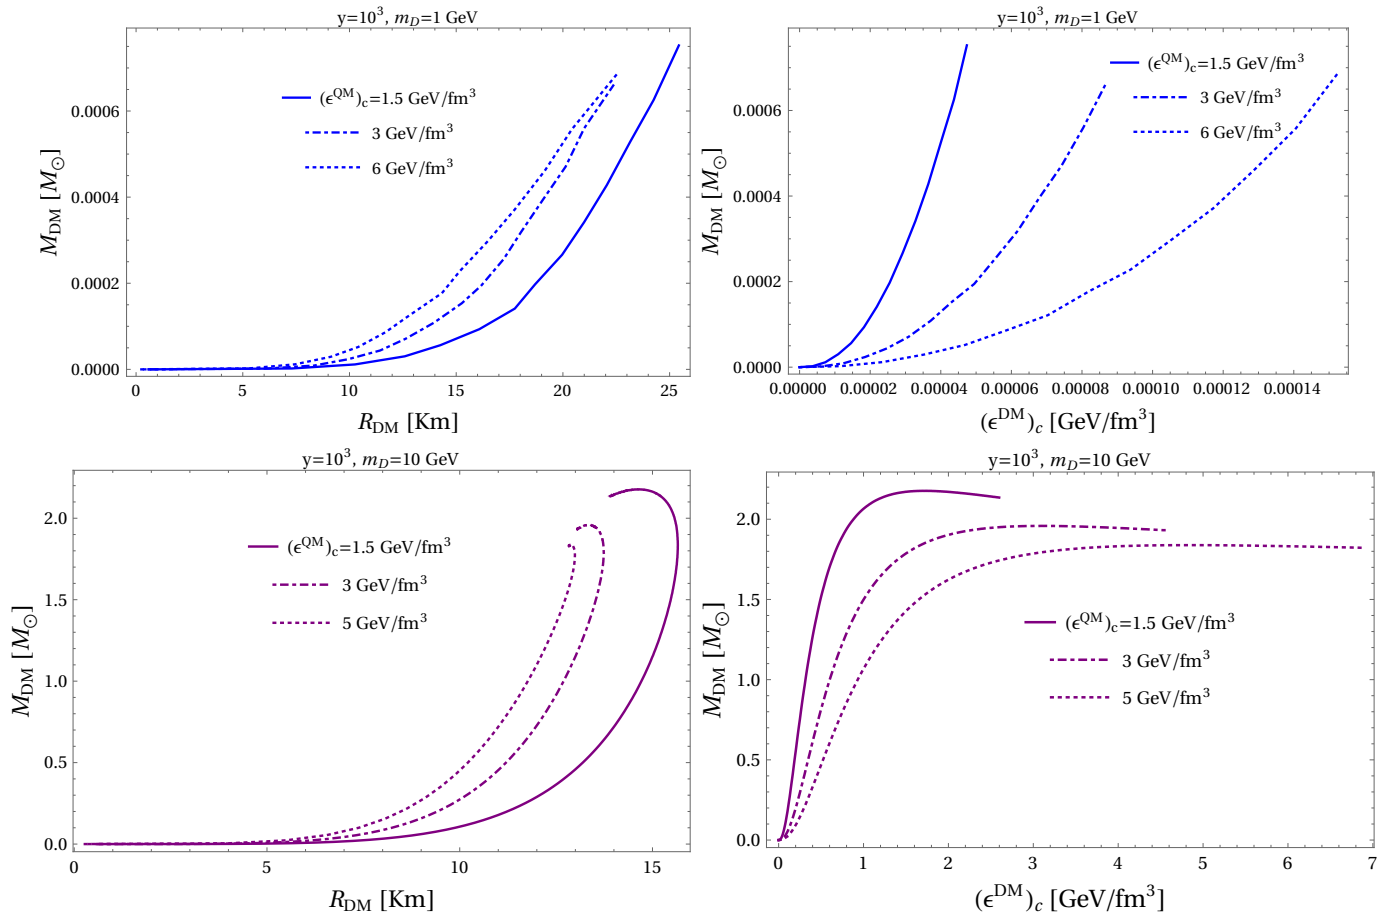 y=10³, m_D=1 GeV
(ϵ^QM)_c=1.5 GeV/fm³
3 GeV/fm³
6 GeV/fm³
M_DM [M_⊙]
0.0006
0.0004
0.0002
0.0000
0 5 10 15 20 25
R_DM [Km]
y=10³, m_D=1 GeV
(ϵ^QM)_c=1.5 GeV/fm³
3 GeV/fm³
6 GeV/fm³
M_DM [M_⊙]
0.0006
0.0004
0.0002
0.0000
0.00000 0.00002 0.00004 0.00006 0.00008 0.00010 0.00012 0.00014
(ϵ^DM)_c [GeV/fm³]
y=10³, m_D=10 GeV
(ϵ^QM)_c=1.5 GeV/fm³
3 GeV/fm³
5 GeV/fm³
M_DM [M_⊙]
2.0
1.5
1.0
0.5
0.0
0 5 10 15
R_DM [Km]
y=10³, m_D=10 GeV
(ϵ^QM)_c=1.5 GeV/fm³
3 GeV/fm³
5 GeV/fm³
M_DM [M_⊙]
2.0
1.5
1.0
0.5
0.0
0 1 2 3 4 5 6 7
(ϵ^DM)_c [GeV/fm³]